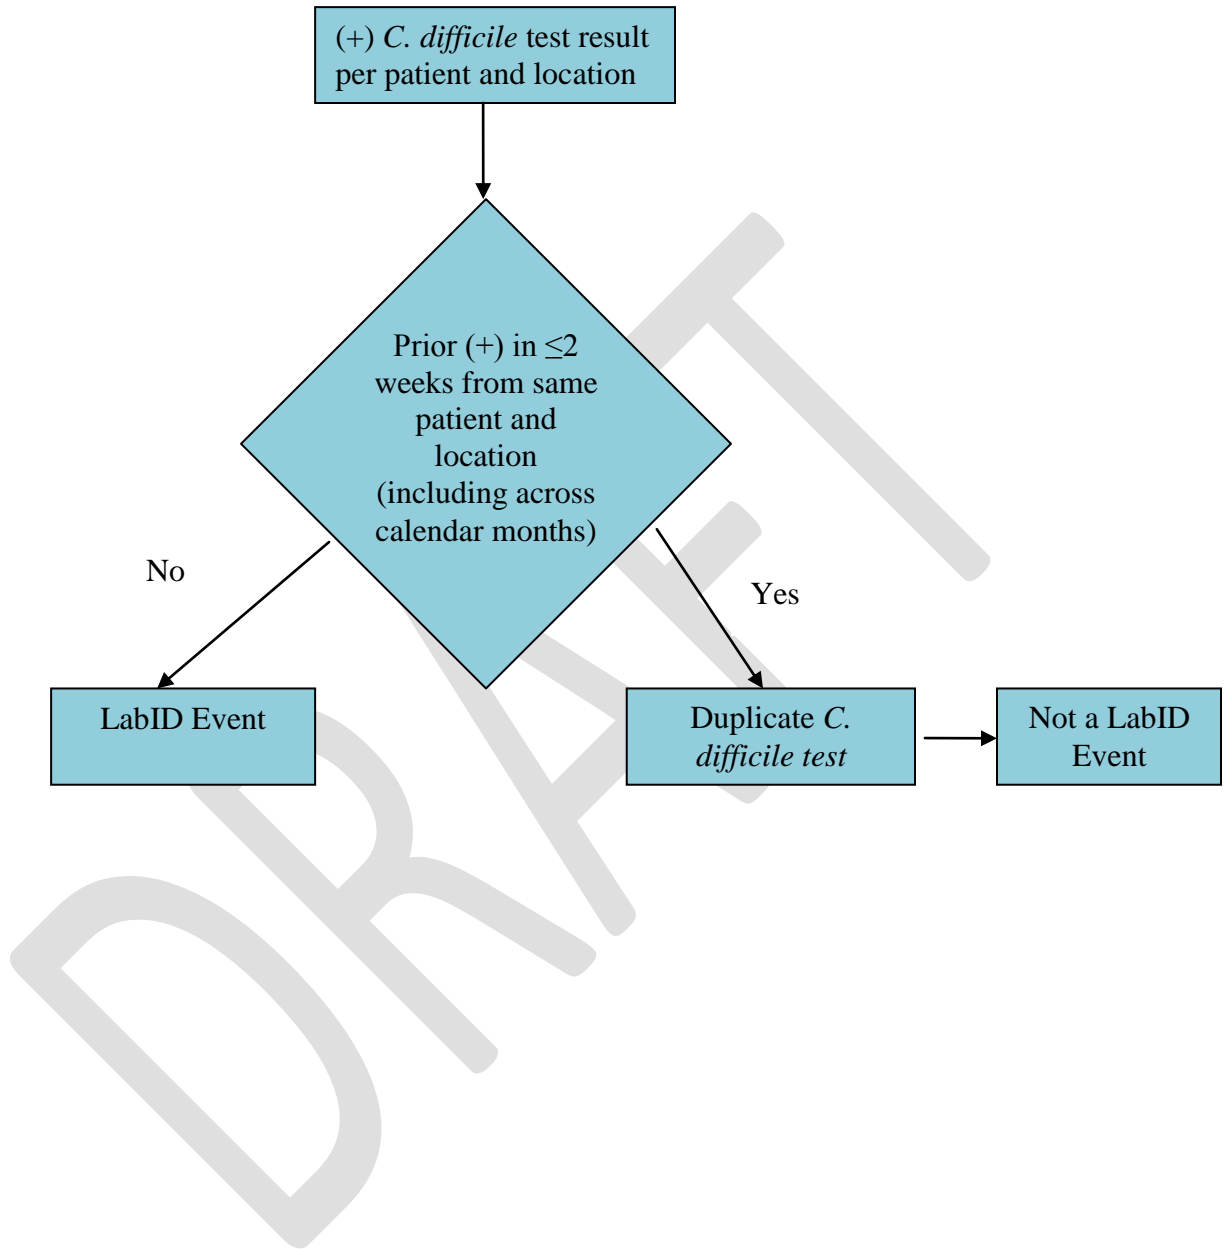 (+) C. difficile test result
per patient and location
Prior (+) in ≤2
weeks from same
patient and
location
(including across
calendar months)
No
Yes
LabID Event
Duplicate C.
difficile test
Not a LabID
Event
DRAFT